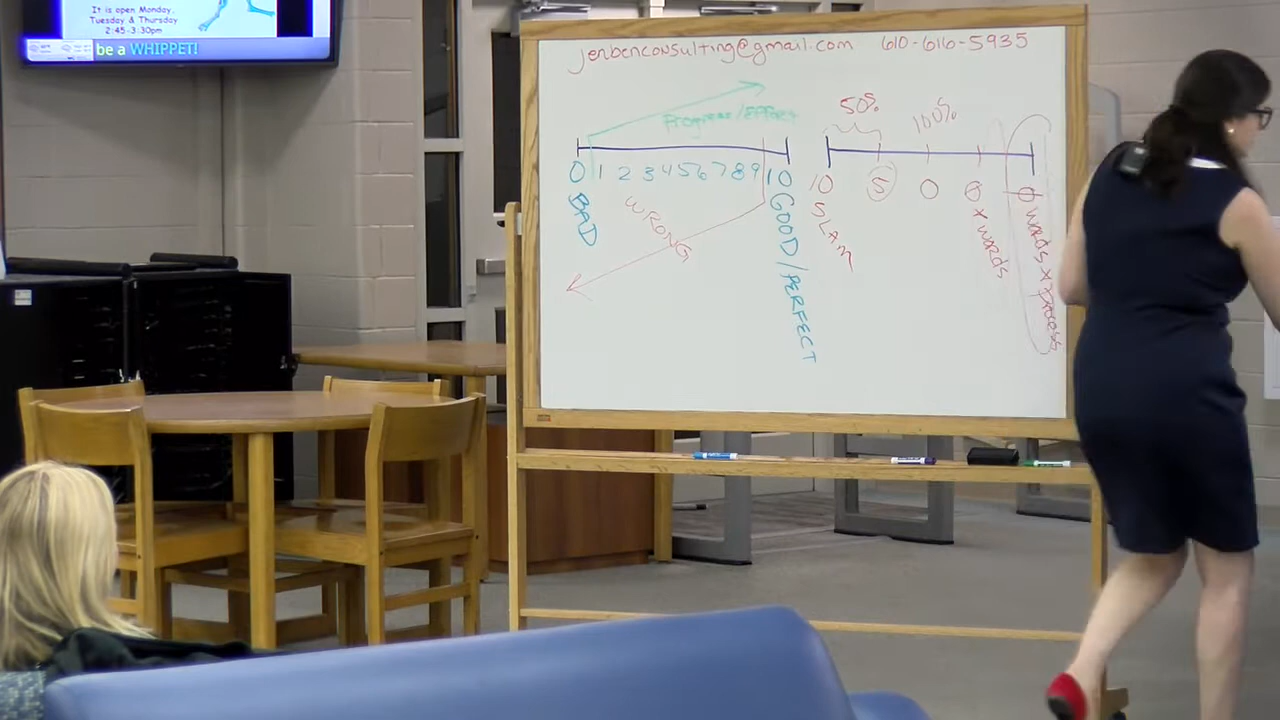 It is open Monday,
Tuesday & Thursday
2:45-3:30pm
be a WHIPPET!
jenbenconsulting@gmail.com 610-616-5935
Progress/Effort
0 1 2 3 4 5 6 7 8 9 10
BAD
WRONG
GOOD/PERFECT
50%
100%
10 5 0 0 0
SLAM
x words
words x process